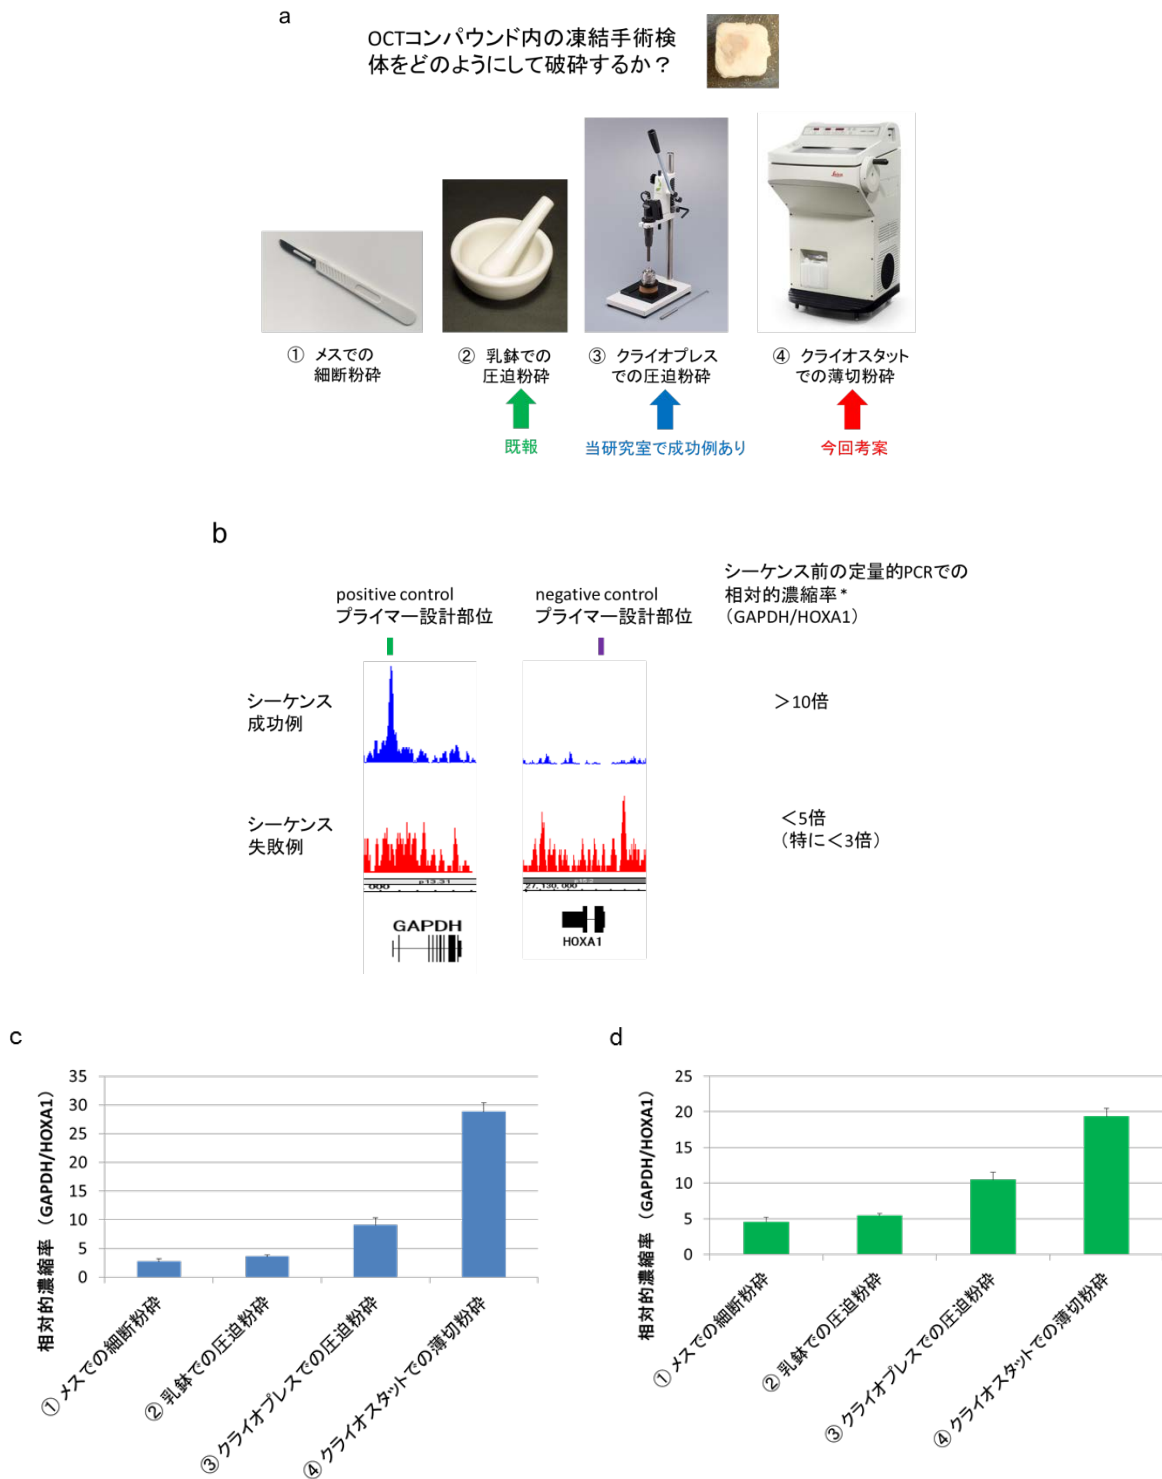 a
OCTコンパウンド内の凍結手術検
体をどのようにして破砕するか？
① メスでの
細断粉砕
② 乳鉢での
圧迫粉砕
③ クライオプレス
での圧迫粉砕
④ クライオスタット
での薄切粉砕
既報
当研究室で成功例あり
今回考案
b
positive control
プライマー設計部位
negative control
プライマー設計部位
シーケンス前の定量的PCRでの
相対的濃縮率*
（GAPDH/HOXA1）
シーケンス
成功例
＞10倍
シーケンス
失敗例
＜5倍
（特に＜3倍）
p13.31
000
27,130,000
GAPDH
HOXA1
c
相対的濃縮率 （GAPDH/HOXA1）
35
30
25
20
15
10
5
0
① メスでの細断粉砕
② 乳鉢での圧迫粉砕
③ クライオプレスでの圧迫粉砕
④ クライオスタットでの薄切粉砕
d
相対的濃縮率 （GAPDH/HOXA1）
25
20
15
10
5
0
① メスでの細断粉砕
② 乳鉢での圧迫粉砕
③ クライオプレスでの圧迫粉砕
④ クライオスタットでの薄切粉砕